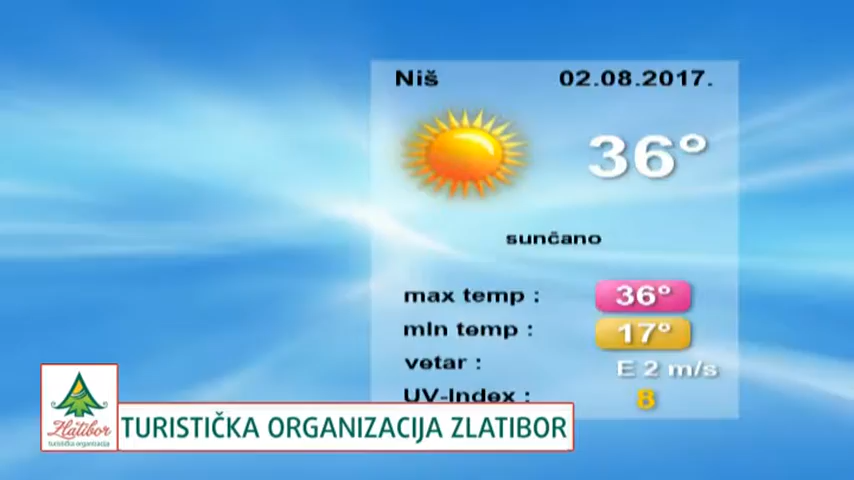 Niš 02.08.2017.
36°
sunčano
max temp : 36°
min temp : 17°
vetar : E 2 m/s
UV-Index : 8
Zlatibor
turistička organizacija
TURISTIČKA ORGANIZACIJA ZLATIBOR